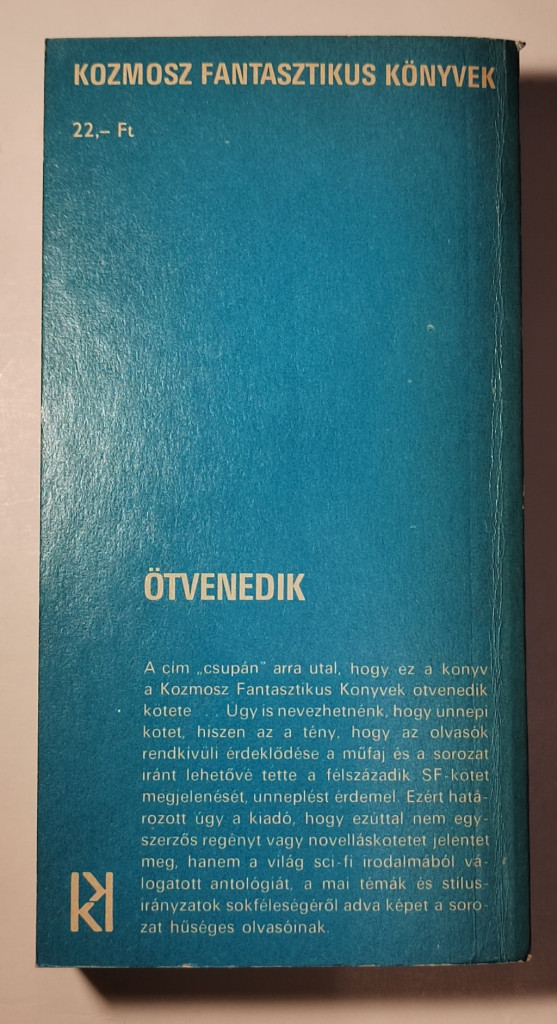 KOZMOSZ FANTASZTIKUS KÖNYVEK
22,– Ft
ÖTVENEDIK
A cím „csupán" arra utal, hogy ez a könyv
a Kozmosz Fantasztikus Könyvek ötvenedik
kötete . . . Úgy is nevezhetnénk, hogy ünnepi
kötet, hiszen az a tény, hogy az olvasók
rendkívüli érdeklődése a műfaj és a sorozat
iránt lehetővé tette a félszázadik SF-kötet
megjelenését, ünneplést érdemel. Ezért hatá-
rozott úgy a kiadó, hogy ezúttal nem egy-
szerzős regényt vagy novelláskötetet jelentet
meg, hanem a világ sci-fi irodalmából vá-
logatott antológiát, a mai témák és stílus-
irányzatok sokféleségéről adva képet a soro-
zat hűséges olvasóinak.